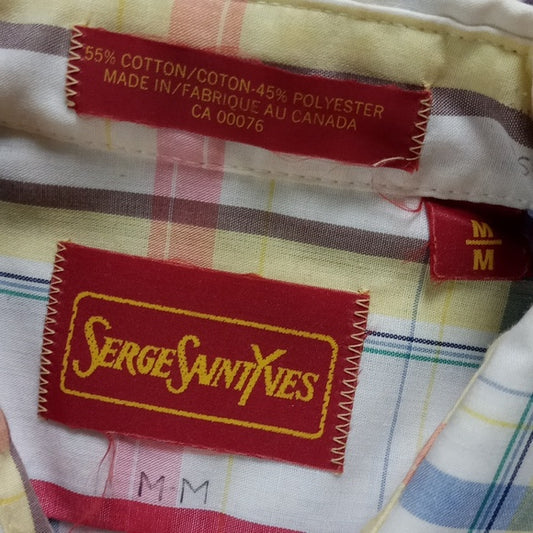 55% COTTON/COTON-45% POLYESTER
MADE IN/FABRIQUE AU CANADA
CA 00076
M
M
SERGE SAINT YVES
M-M